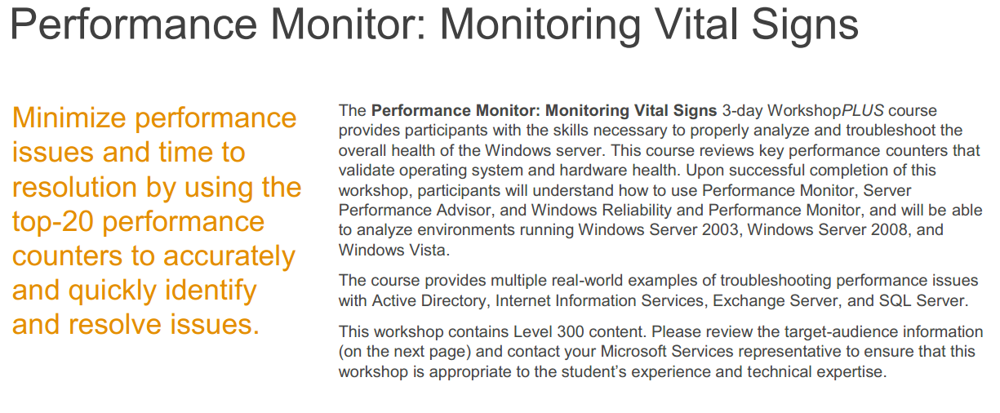 Performance Monitor: Monitoring Vital Signs
Minimize performance
issues and time to
resolution by using the
top-20 performance
counters to accurately
and quickly identify
and resolve issues.
The Performance Monitor: Monitoring Vital Signs 3-day WorkshopPLUS course
provides participants with the skills necessary to properly analyze and troubleshoot the
overall health of the Windows server. This course reviews key performance counters that
validate operating system and hardware health. Upon successful completion of this
workshop, participants will understand how to use Performance Monitor, Server
Performance Advisor, and Windows Reliability and Performance Monitor, and will be able
to analyze environments running Windows Server 2003, Windows Server 2008, and
Windows Vista.
The course provides multiple real-world examples of troubleshooting performance issues
with Active Directory, Internet Information Services, Exchange Server, and SQL Server.
This workshop contains Level 300 content. Please review the target-audience information
(on the next page) and contact your Microsoft Services representative to ensure that this
workshop is appropriate to the student’s experience and technical expertise.